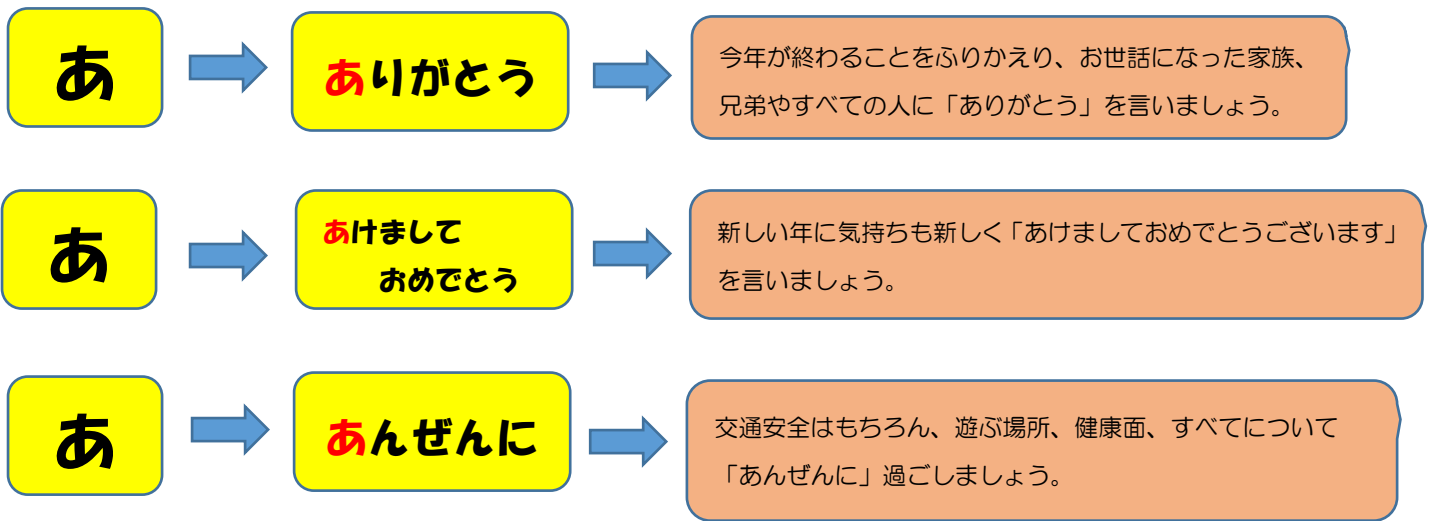 あ
ありがとう
今年が終わることをふりかえり、お世話になった家族、
兄弟やすべての人に「ありがとう」を言いましょう。
あ
あけまして
おめでとう
新しい年に気持ちも新しく「あけましておめでとうございます」
を言いましょう。
あ
あんぜんに
交通安全はもちろん、遊ぶ場所、健康面、すべてについて
「あんぜんに」過ごしましょう。